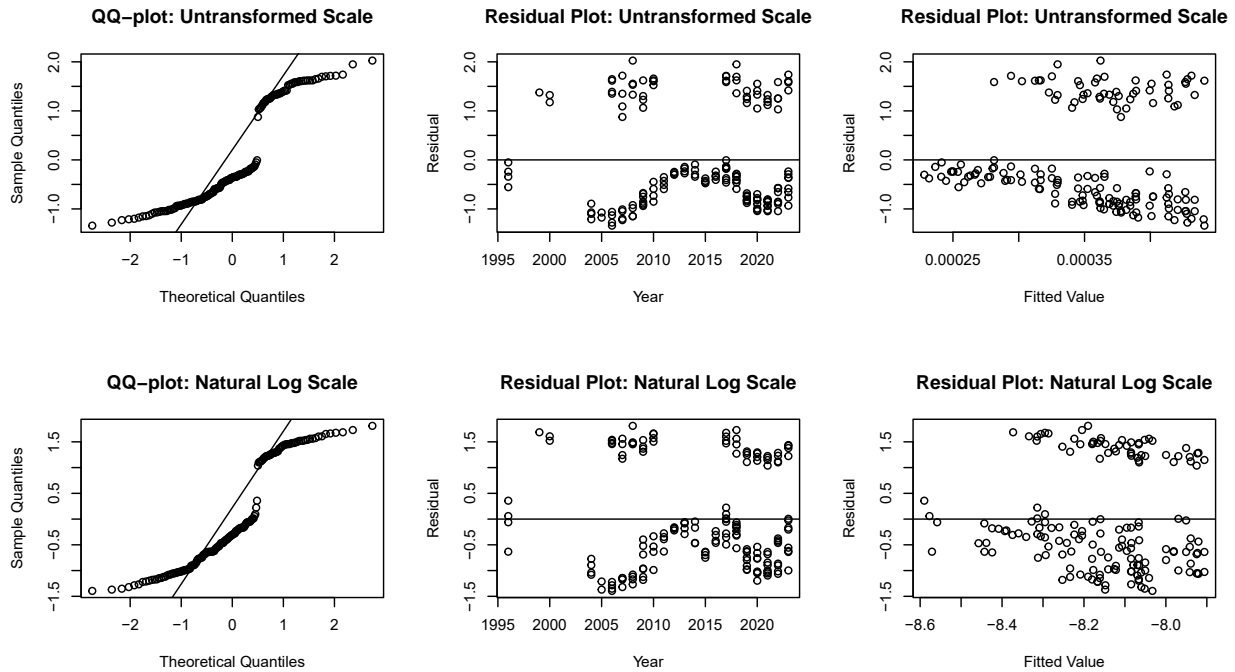 QQ−plot: Untransformed Scale
Sample Quantiles
2.0
1.0
0.0
−1.0
−2 −1 0 1 2
Theoretical Quantiles
Residual Plot: Untransformed Scale
Residual
2.0
1.0
0.0
−1.0
1995 2000 2005 2010 2015 2020
Year
Residual Plot: Untransformed Scale
Residual
2.0
1.0
0.0
−1.0
0.00025 0.00035
Fitted Value
QQ−plot: Natural Log Scale
Sample Quantiles
1.5
0.5
−0.5
−1.5
−2 −1 0 1 2
Theoretical Quantiles
Residual Plot: Natural Log Scale
Residual
1.5
0.5
−0.5
−1.5
1995 2000 2005 2010 2015 2020
Year
Residual Plot: Natural Log Scale
Residual
1.5
0.5
−0.5
−1.5
−8.6 −8.4 −8.2 −8.0
Fitted Value